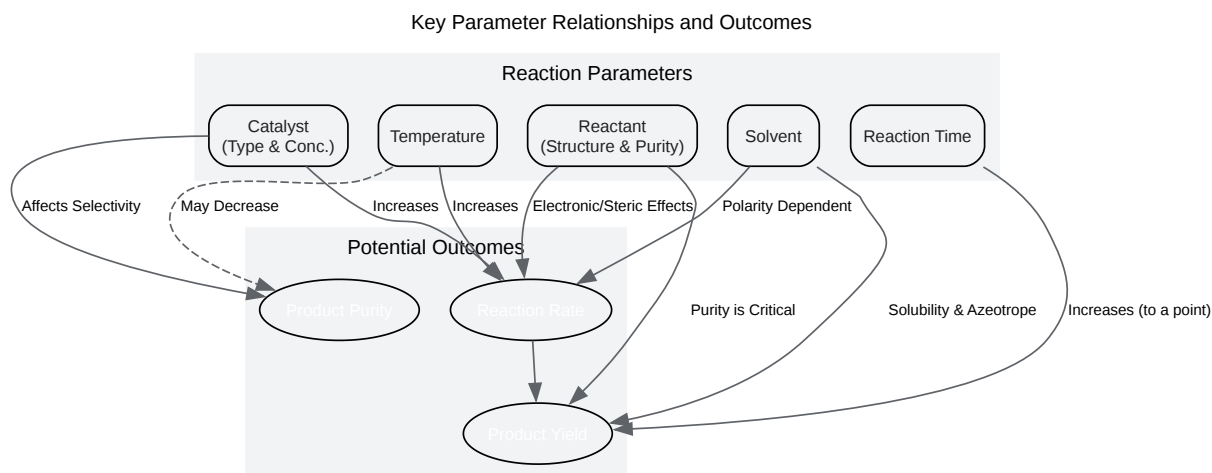 Key Parameter Relationships and Outcomes
Reaction Parameters
Catalyst
(Type & Conc.)
Temperature
Reactant
(Structure & Purity)
Solvent
Reaction Time
Affects Selectivity
May Decrease
Increases
Increases
Electronic/Steric Effects
Polarity Dependent
Potential Outcomes
Product Purity
Reaction Rate
Purity is Critical
Solubility & Azeotrope
Increases (to a point)
Product Yield